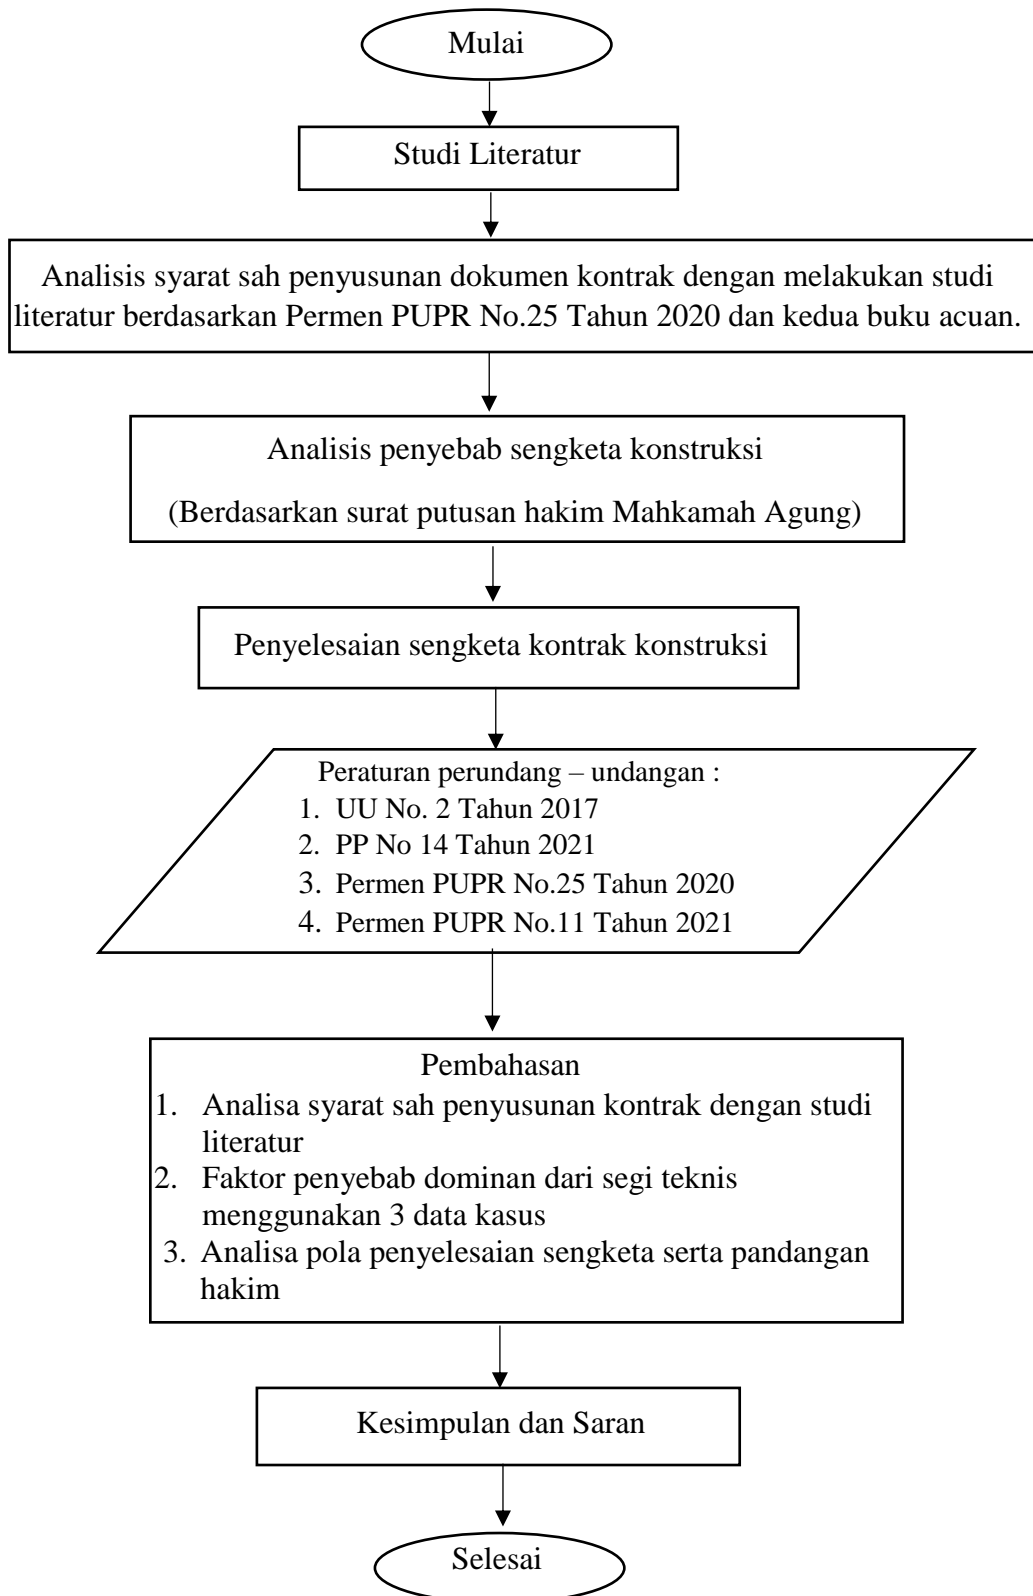 Mulai
Studi Literatur
Analisis syarat sah penyusunan dokumen kontrak dengan melakukan studi
literatur berdasarkan Permen PUPR No.25 Tahun 2020 dan kedua buku acuan.
Analisis penyebab sengketa konstruksi
(Berdasarkan surat putusan hakim Mahkamah Agung)
Penyelesaian sengketa kontrak konstruksi
Peraturan perundang – undangan :
1. UU No. 2 Tahun 2017
2. PP No 14 Tahun 2021
3. Permen PUPR No.25 Tahun 2020
4. Permen PUPR No.11 Tahun 2021
Pembahasan
1. Analisa syarat sah penyusunan kontrak dengan studi
literatur
2. Faktor penyebab dominan dari segi teknis
menggunakan 3 data kasus
3. Analisa pola penyelesaian sengketa serta pandangan
hakim
Kesimpulan dan Saran
Selesai